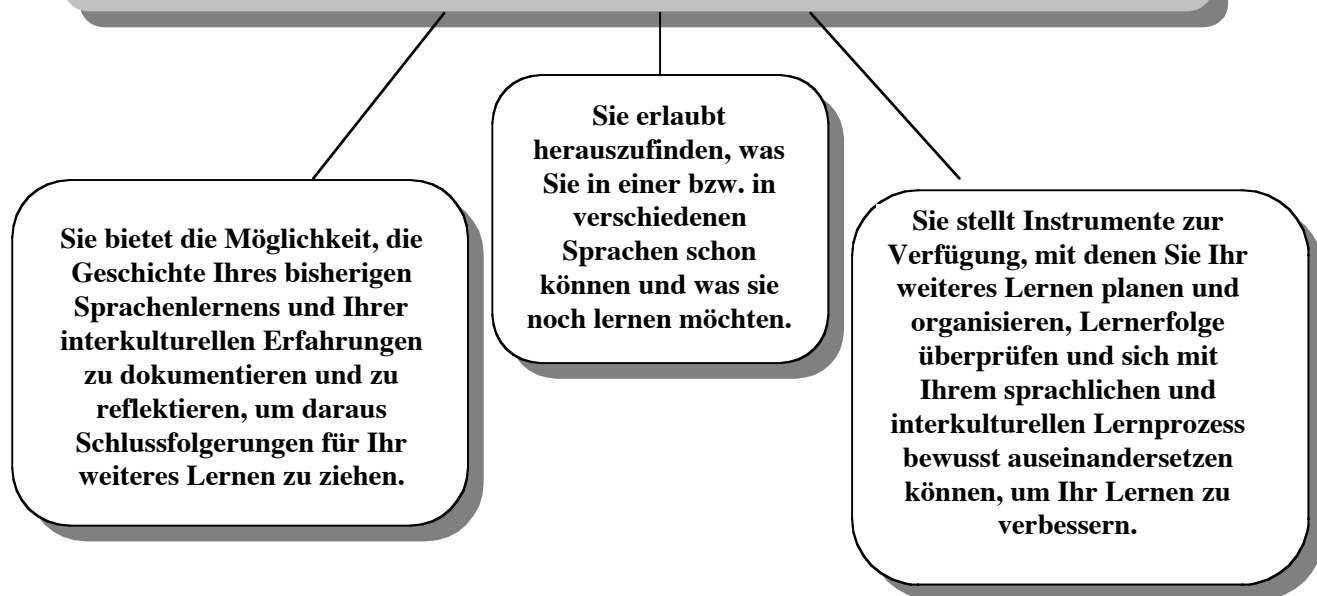 Sie bietet die Möglichkeit, die
Geschichte Ihres bisherigen
Sprachenlernens und Ihrer
interkulturellen Erfahrungen
zu dokumentieren und zu
reflektieren, um daraus
Schlussfolgerungen für Ihr
weiteres Lernen zu ziehen.
Sie erlaubt
herauszufinden, was
Sie in einer bzw. in
verschiedenen
Sprachen schon
können und was sie
noch lernen möchten.
Sie stellt Instrumente zur
Verfügung, mit denen Sie Ihr
weiteres Lernen planen und
organisieren, Lernerfolge
überprüfen und sich mit
Ihrem sprachlichen und
interkulturellen Lernprozess
bewusst auseinandersetzen
können, um Ihr Lernen zu
verbessern.